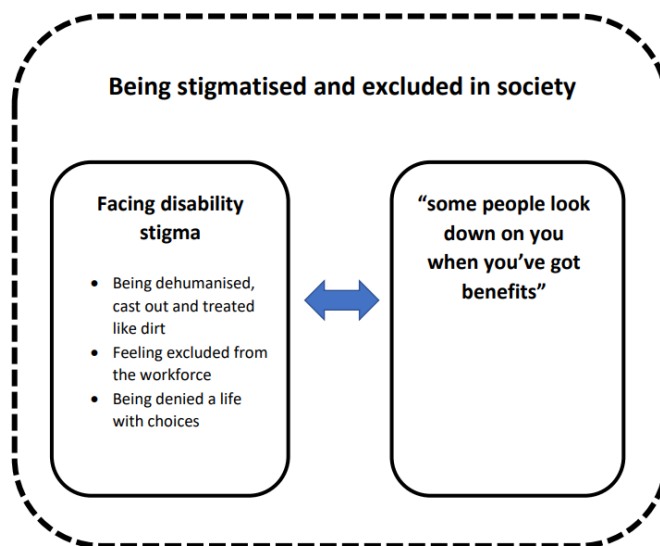 Being stigmatised and excluded in society
Facing disability
stigma
• Being dehumanised,
cast out and treated
like dirt
• Feeling excluded from
the workforce
• Being denied a life
with choices
“some people look
down on you
when you’ve got
benefits”